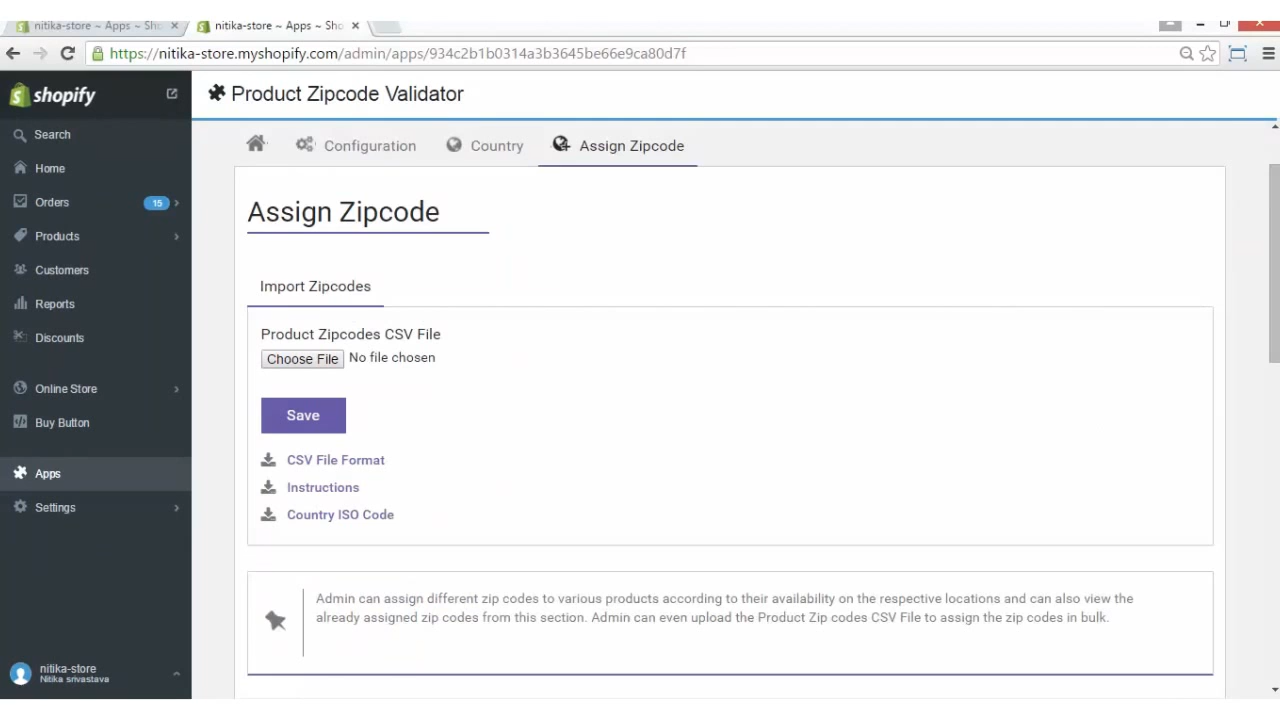 nitika-store ~ Apps ~ Sho
nitika-store ~ Apps ~ Sho
https://nitika-store.myshopify.com/admin/apps/934c2b1b0314a3b3645be66e9ca80d7f
shopify
Product Zipcode Validator
Search
Home
Orders 15
Products
Customers
Reports
Discounts
Online Store
Buy Button
Apps
Settings
nitika-store
Nitika srivastava
Configuration
Country
Assign Zipcode
Assign Zipcode
Import Zipcodes
Product Zipcodes CSV File
Choose File No file chosen
Save
CSV File Format
Instructions
Country ISO Code
Admin can assign different zip codes to various products according to their availability on the respective locations and can also view the
already assigned zip codes from this section. Admin can even upload the Product Zip codes CSV File to assign the zip codes in bulk.